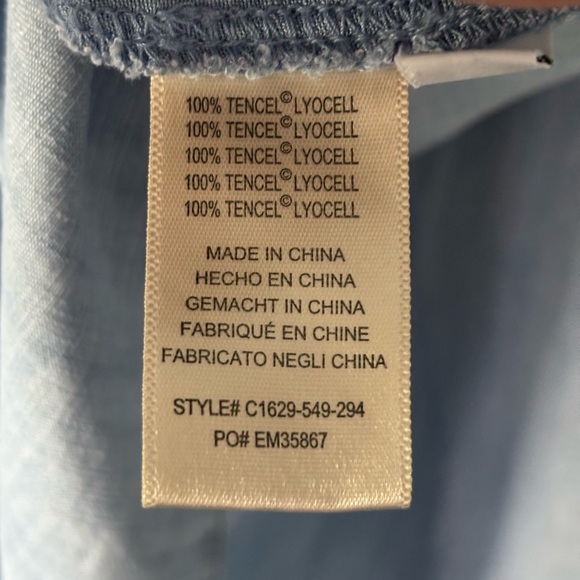 100% TENCEL© LYOCELL
100% TENCEL© LYOCELL
100% TENCEL© LYOCELL
100% TENCEL© LYOCELL
100% TENCEL© LYOCELL
MADE IN CHINA
HECHO EN CHINA
GEMACHT IN CHINA
FABRIQUÉ EN CHINE
FABRICATO NEGLI CHINA
STYLE# C1629-549-294
PO# EM35867